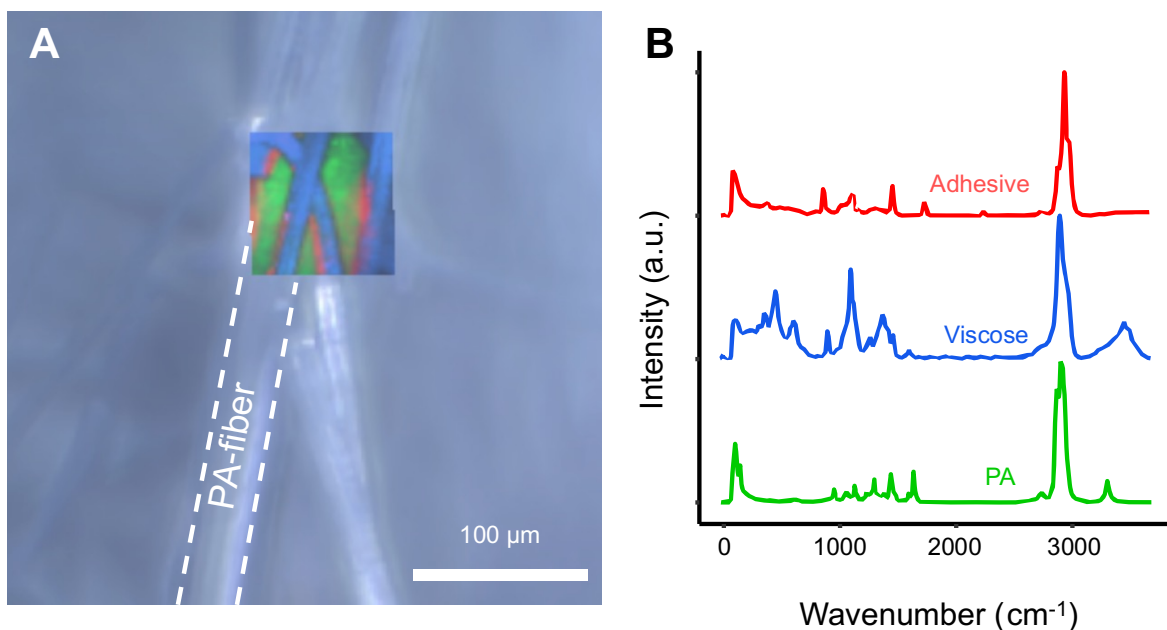 A
PA-fiber
100 µm
B
Intensity (a.u.)
Adhesive
Viscose
PA
0 1000 2000 3000
Wavenumber (cm-1)